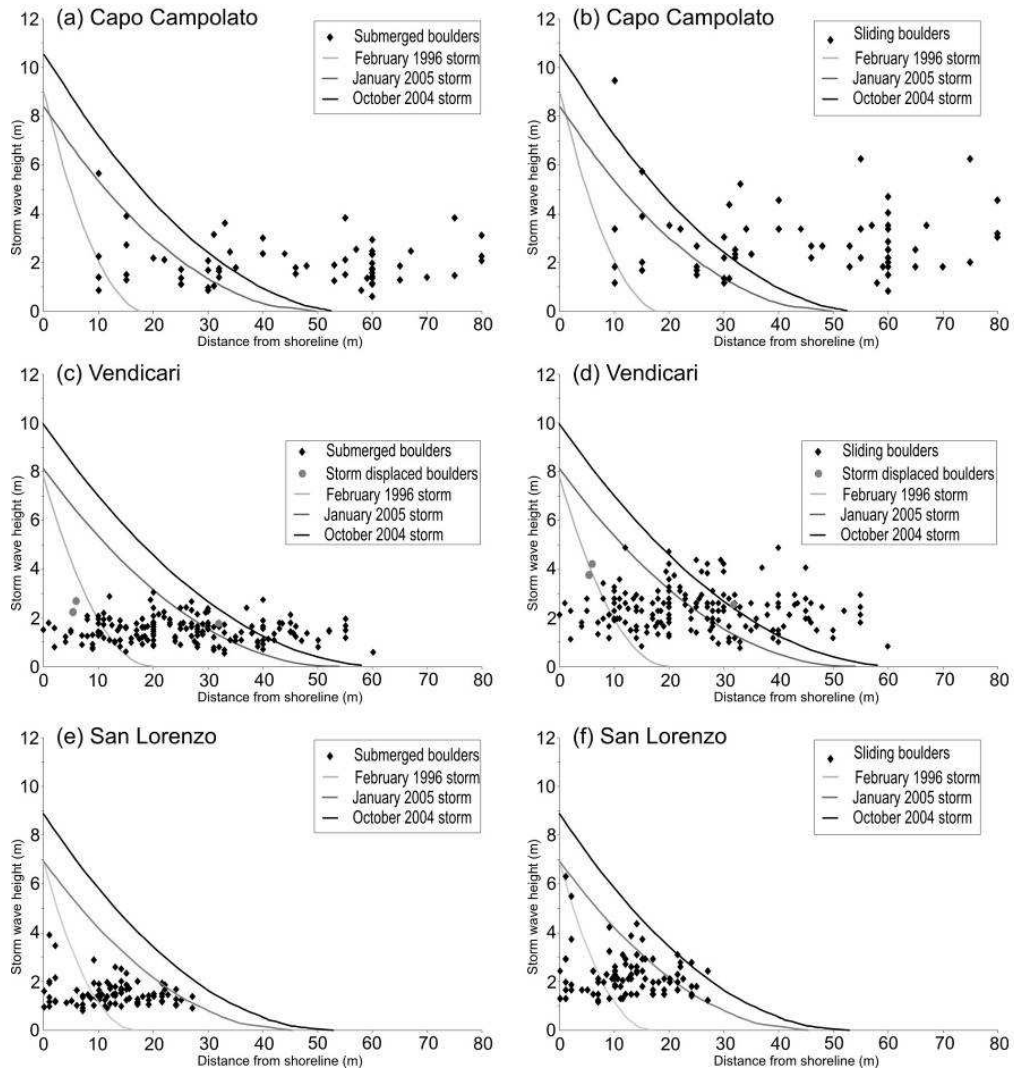 (a) Capo Campolato
Submerged boulders
February 1996 storm
January 2005 storm
October 2004 storm
Storm wave height (m)
12
10
8
6
4
2
0
0 10 20 30 40 50 60 70 80
Distance from shoreline (m)
(b) Capo Campolato
Sliding boulders
February 1996 storm
January 2005 storm
October 2004 storm
Storm wave height (m)
12
10
8
6
4
2
0
0 10 20 30 40 50 60 70 80
Distance from shoreline (m)
(c) Vendicari
Submerged boulders
Storm displaced boulders
February 1996 storm
January 2005 storm
October 2004 storm
Storm wave height (m)
12
10
8
6
4
2
0
0 10 20 30 40 50 60 70 80
Distance from shoreline (m)
(d) Vendicari
Sliding boulders
Storm displaced boulders
February 1996 storm
January 2005 storm
October 2004 storm
Storm wave height (m)
12
10
8
6
4
2
0
0 10 20 30 40 50 60 70 80
Distance from shoreline (m)
(e) San Lorenzo
Submerged boulders
February 1996 storm
January 2005 storm
October 2004 storm
Storm wave height (m)
12
10
8
6
4
2
0
0 10 20 30 40 50 60 70 80
Distance from shoreline (m)
(f) San Lorenzo
Sliding boulders
February 1996 storm
January 2005 storm
October 2004 storm
Storm wave height (m)
12
10
8
6
4
2
0
0 10 20 30 40 50 60 70 80
Distance from shoreline (m)